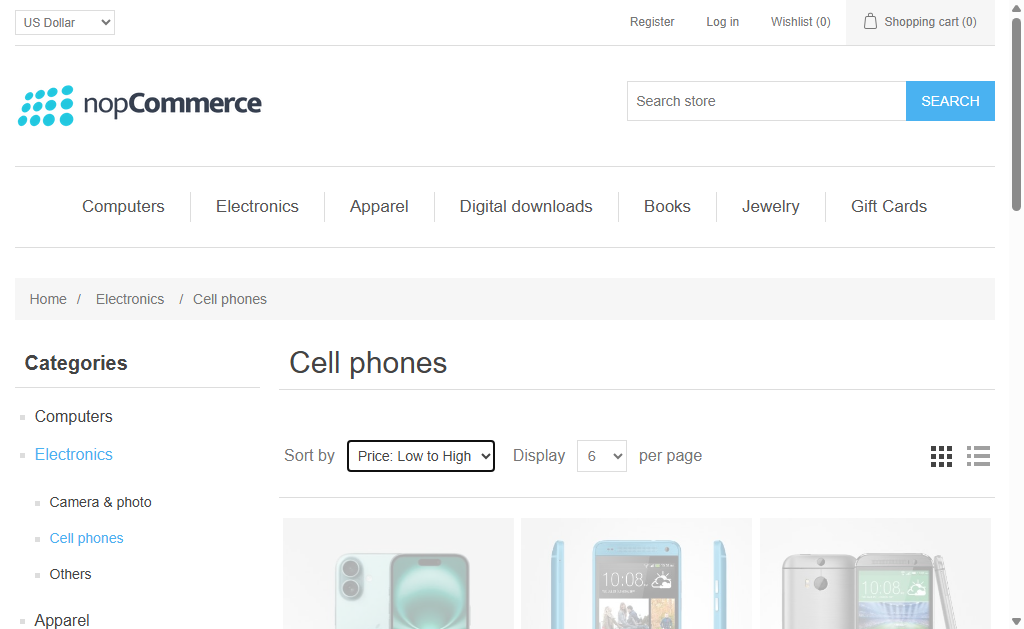 US Dollar
Register
Log in
Wishlist (0)
Shopping cart (0)
nopCommerce
Search store
SEARCH
Computers
Electronics
Apparel
Digital downloads
Books
Jewelry
Gift Cards
Home / Electronics / Cell phones
Categories
Computers
Electronics
Camera & photo
Cell phones
Others
Apparel
Cell phones
Sort by Price: Low to High Display 6 per page
10:08
10:08